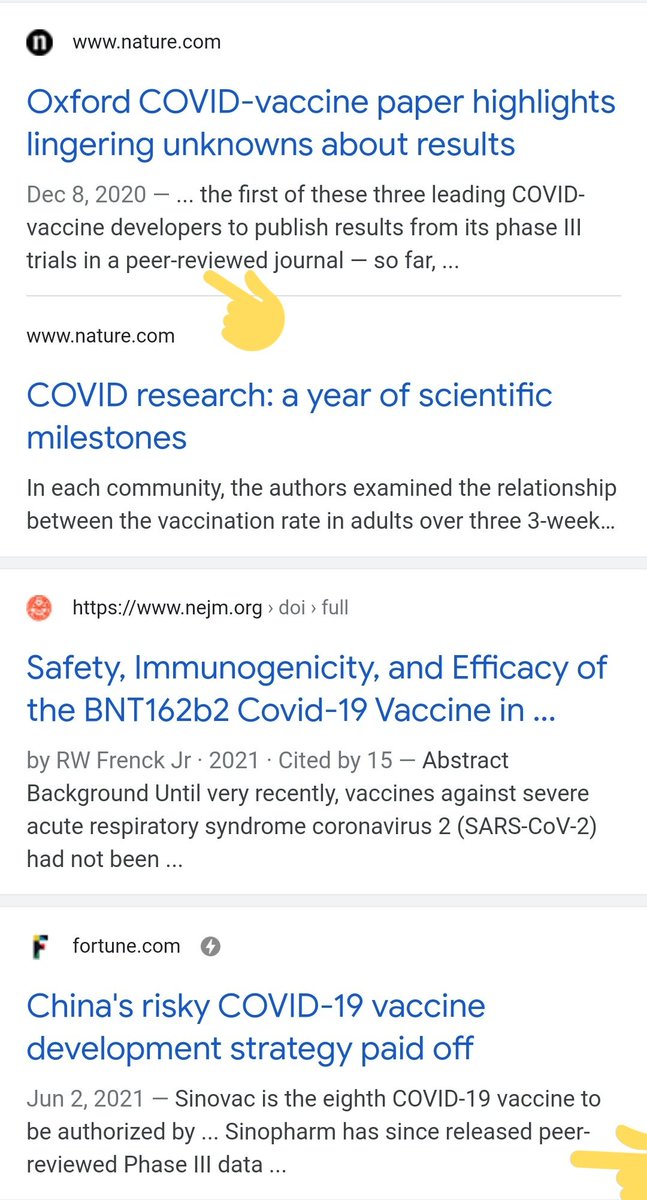 www.nature.com
Oxford COVID-vaccine paper highlights
lingering unknowns about results
Dec 8, 2020 — ... the first of these three leading COVID-
vaccine developers to publish results from its phase III
trials in a peer-reviewed journal — so far, ...
www.nature.com
COVID research: a year of scientific
milestones
In each community, the authors examined the relationship
between the vaccination rate in adults over three 3-week...
https://www.nejm.org › doi › full
Safety, Immunogenicity, and Efficacy of
the BNT162b2 Covid-19 Vaccine in ...
by RW Frenck Jr · 2021 · Cited by 15 — Abstract
Background Until very recently, vaccines against severe
acute respiratory syndrome coronavirus 2 (SARS-CoV-2)
had not been ...
fortune.com
China's risky COVID-19 vaccine
development strategy paid off
Jun 2, 2021 — Sinovac is the eighth COVID-19 vaccine to
be authorized by ... Sinopharm has since released peer-
reviewed Phase III data ...